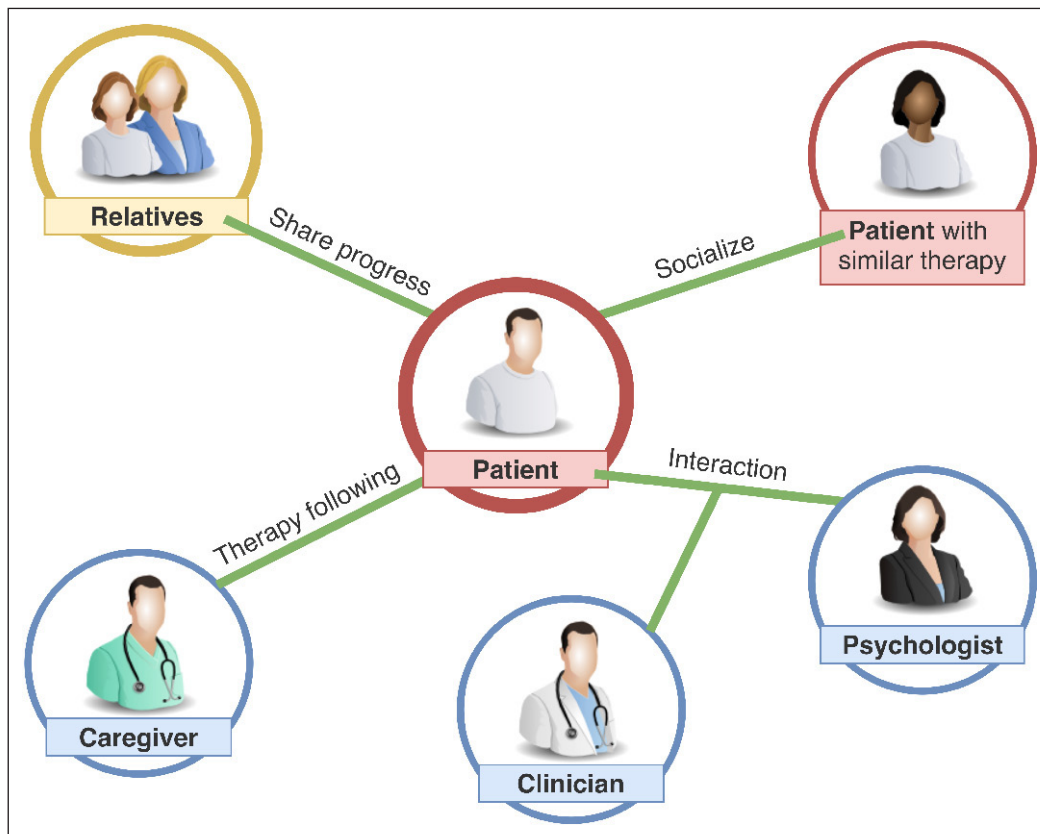 Relatives
Share progress
Socialize
Patient with
similar therapy
Patient
Interaction
Therapy following
Psychologist
Caregiver
Clinician